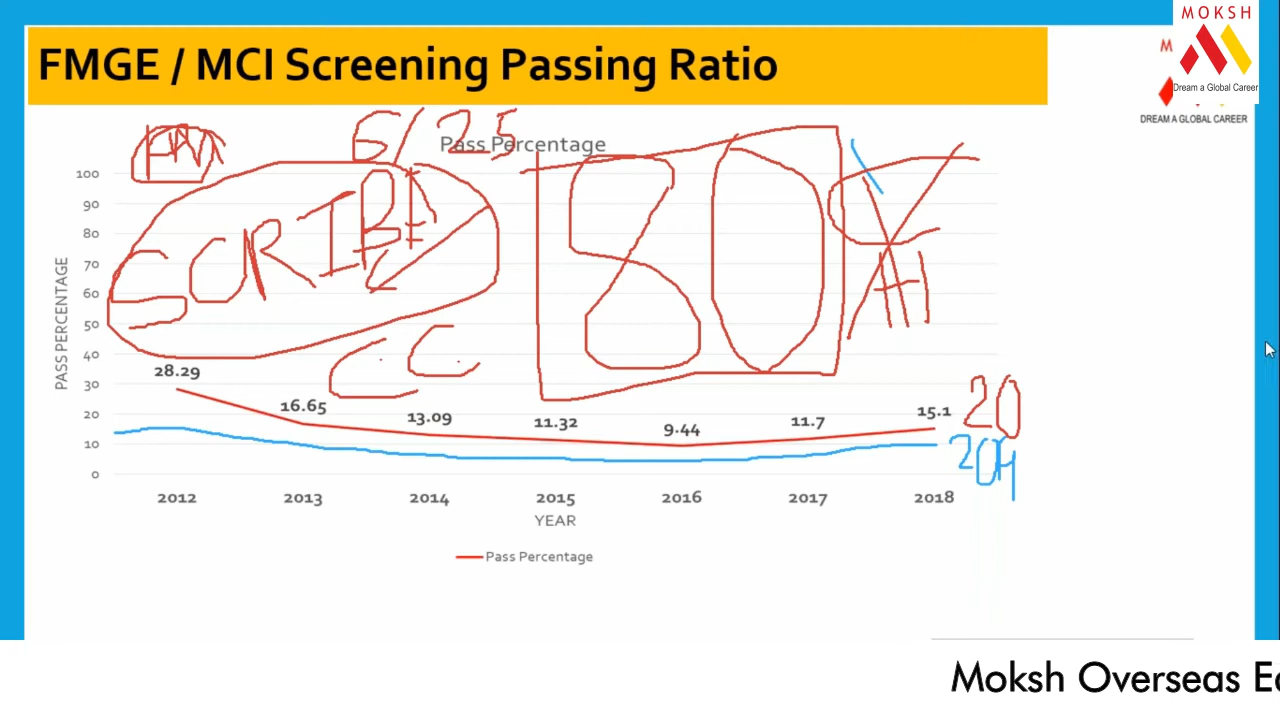 MOKSH
FMGE / MCI Screening Passing Ratio
M
Dream a Global Career
DREAM A GLOBAL CAREER
6/25
Pass Percentage
100
90
80
70
60
50
40
30
20
10
0
PASS PERCENTAGE
80
CC
28.29
16.65
13.09
11.32
9.44
11.7
15.1
20
2012
2013
2014
2015
2016
2017
2018
YEAR
Pass Percentage
Moksh Overseas